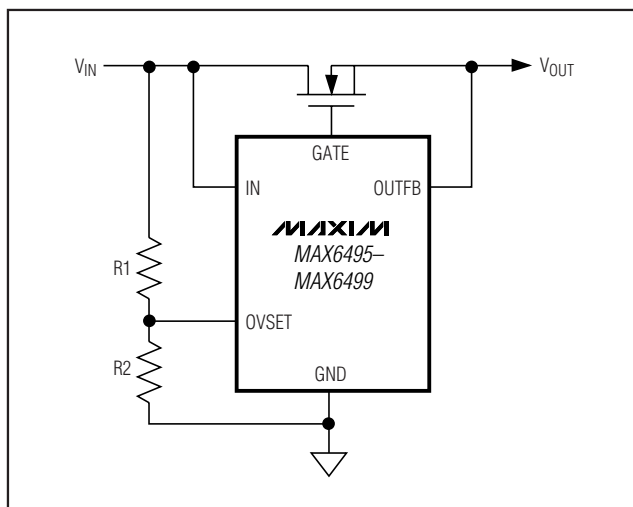 VIN
VOUT
GATE
IN
OUTFB
MAXIM
MAX6495–
MAX6499
R1
OVSET
R2
GND